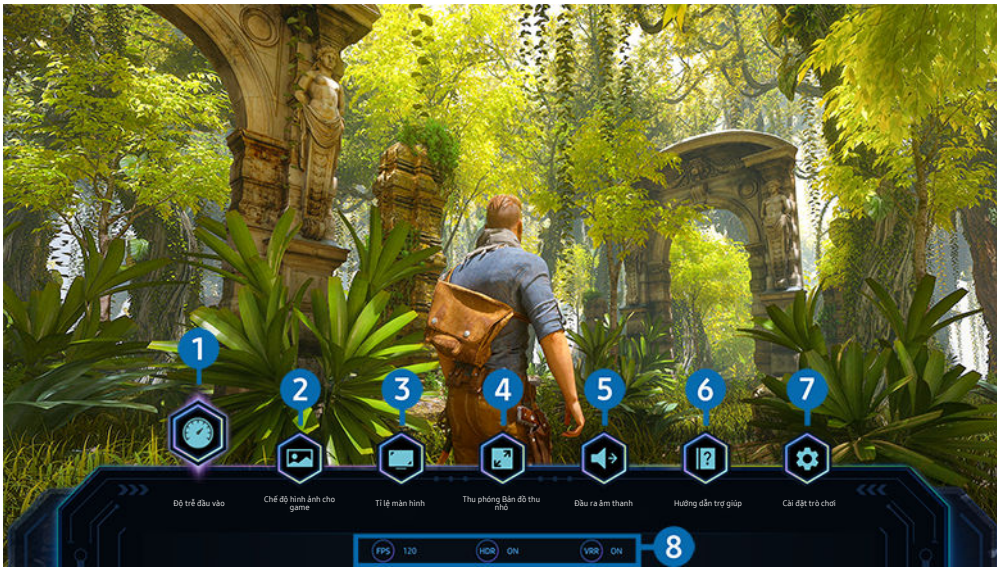 1
2
3
4
5
6
7
Độ trễ đầu vào
Chế độ hình ảnh cho
game
Tỉ lệ màn hình
Thu phóng Bản đồ thu
nhỏ
Đầu ra âm thanh
Hướng dẫn trợ giúp
Cài đặt trò chơi
FPS 120 HDR ON VRR ON 8